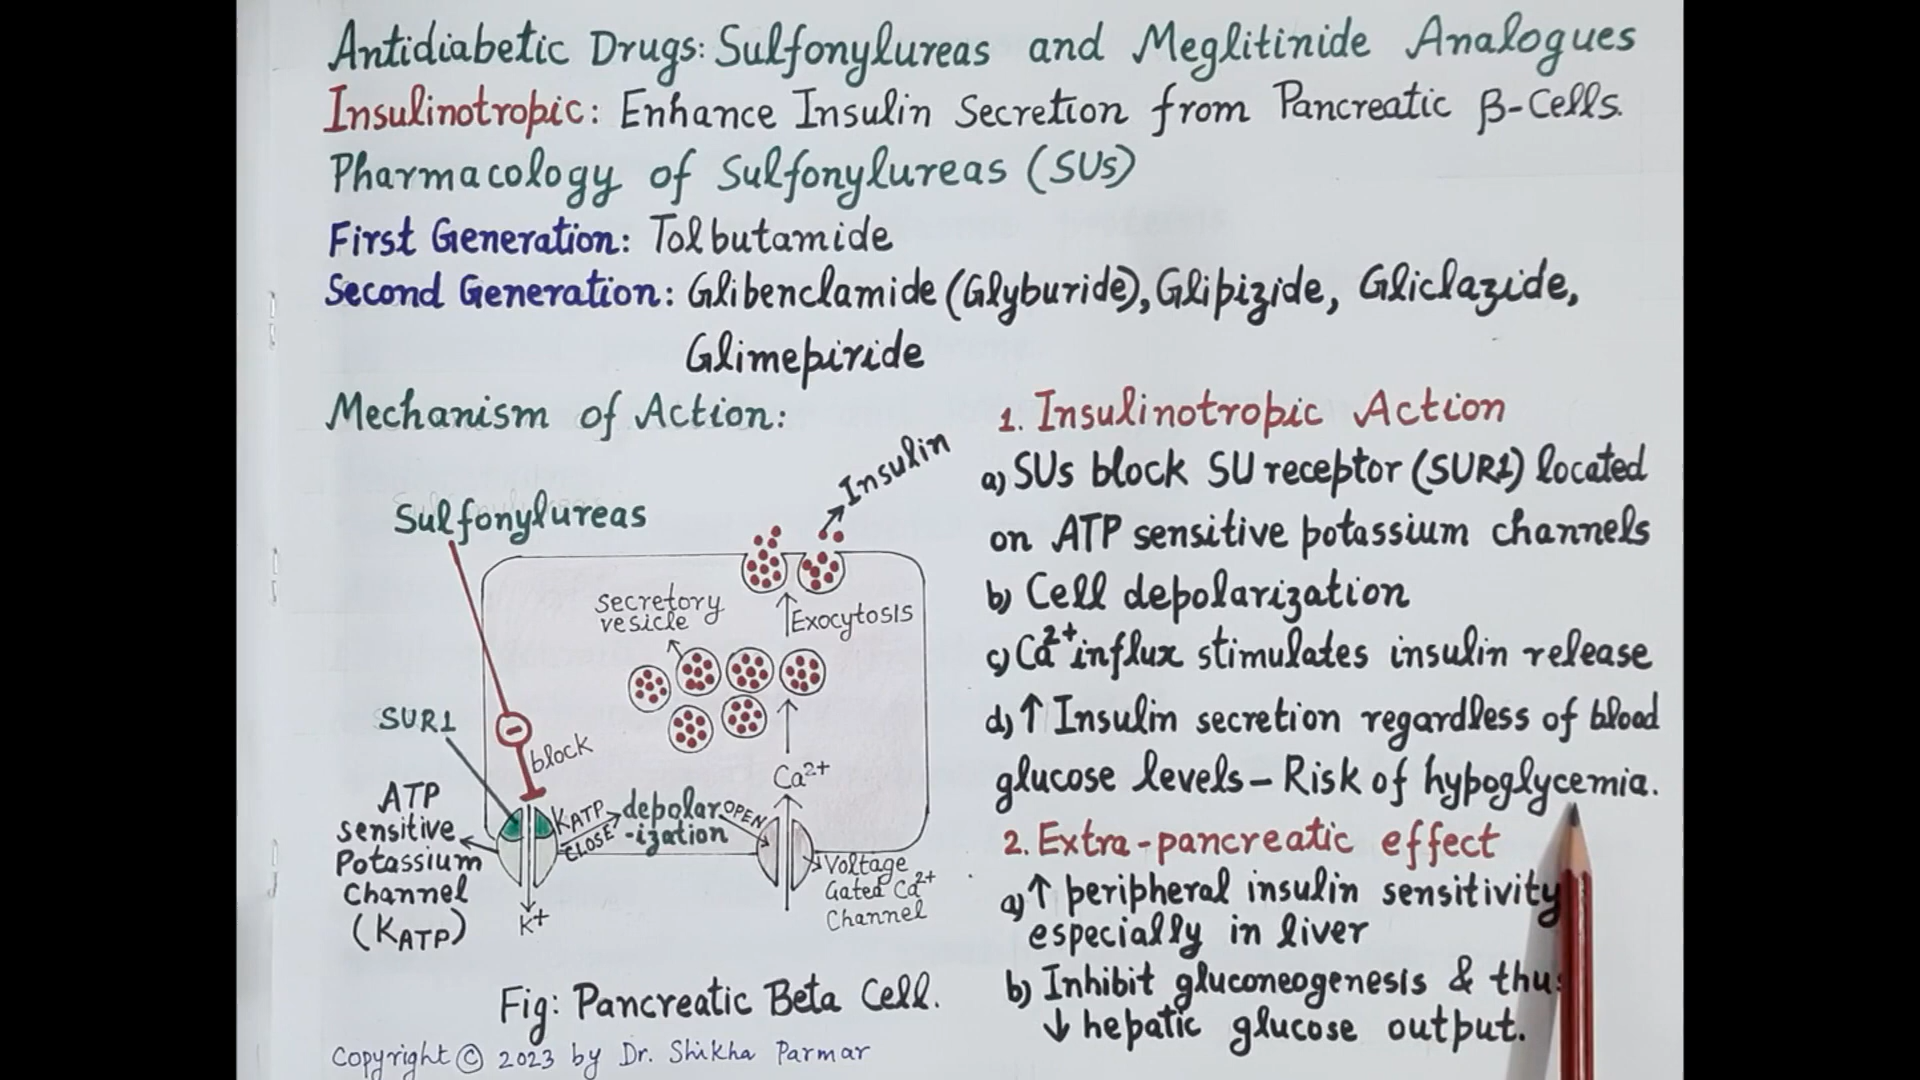 Antidiabetic Drugs: Sulfonylureas and Meglitinide Analogues
Insulinotropic: Enhance Insulin Secretion from Pancreatic β-Cells.
Pharmacology of Sulfonylureas (SUs)
First Generation: Tolbutamide
Second Generation: Glibenclamide (Glyburide), Glipizide, Gliclazide,
Glimepiride
Mechanism of Action:
Sulfonylureas
Insulin
secretory
vesicle
Exocytosis
SUR1
block
Ca2+
ATP
sensitive
Potassium
Channel
(KATP)
KATP
CLOSE
depolar
-ization
OPEN
K+
Voltage
Gated Ca2+
Channel
Fig: Pancreatic Beta Cell.
Copyright © 2023 by Dr. Shikha Parmar
1. Insulinotropic Action
a) SUs block SU receptor (SUR1) located
on ATP sensitive potassium channels
b) Cell depolarization
c) Ca2+ influx stimulates insulin release
d) ↑ Insulin secretion regardless of blood
glucose levels – Risk of hypoglycemia.
2. Extra-pancreatic effect
a) ↑ peripheral insulin sensitivity
especially in liver
b) Inhibit gluconeogenesis & thus
↓ hepatic glucose output.